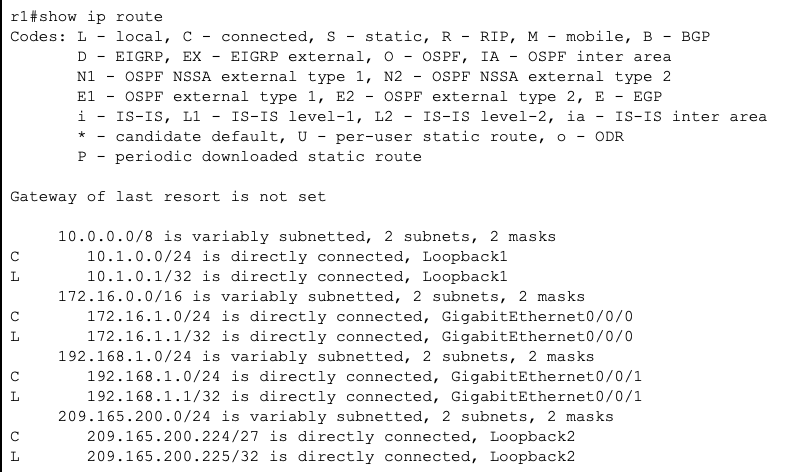 r1#show ip route
Codes: L - local, C - connected, S - static, R - RIP, M - mobile, B - BGP
       D - EIGRP, EX - EIGRP external, O - OSPF, IA - OSPF inter area
       N1 - OSPF NSSA external type 1, N2 - OSPF NSSA external type 2
       E1 - OSPF external type 1, E2 - OSPF external type 2, E - EGP
       i - IS-IS, L1 - IS-IS level-1, L2 - IS-IS level-2, ia - IS-IS inter area
       * - candidate default, U - per-user static route, o - ODR
       P - periodic downloaded static route

Gateway of last resort is not set

     10.0.0.0/8 is variably subnetted, 2 subnets, 2 masks
C       10.1.0.0/24 is directly connected, Loopback1
L       10.1.0.1/32 is directly connected, Loopback1
     172.16.0.0/16 is variably subnetted, 2 subnets, 2 masks
C       172.16.1.0/24 is directly connected, GigabitEthernet0/0/0
L       172.16.1.1/32 is directly connected, GigabitEthernet0/0/0
     192.168.1.0/24 is variably subnetted, 2 subnets, 2 masks
C       192.168.1.0/24 is directly connected, GigabitEthernet0/0/1
L       192.168.1.1/32 is directly connected, GigabitEthernet0/0/1
     209.165.200.0/24 is variably subnetted, 2 subnets, 2 masks
C       209.165.200.224/27 is directly connected, Loopback2
L       209.165.200.225/32 is directly connected, Loopback2